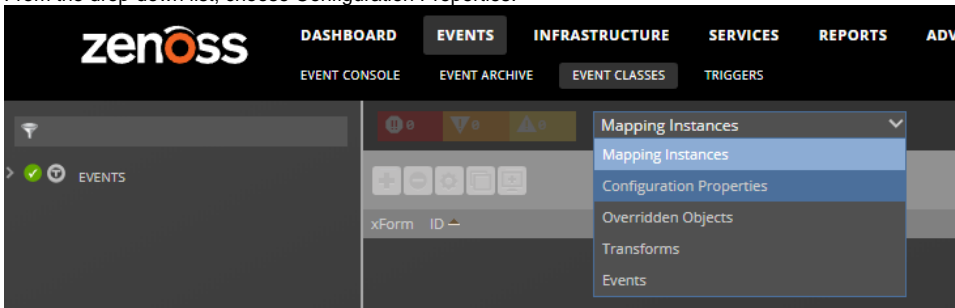 From the drop-down list, choose Configuration Properties.
zenoss
DASHBOARD EVENTS INFRASTRUCTURE SERVICES REPORTS ADV
EVENT CONSOLE EVENT ARCHIVE EVENT CLASSES TRIGGERS
0 0 0 Mapping Instances
Mapping Instances
EVENTS
Configuration Properties
xForm ID Overridden Objects
Transforms
Events